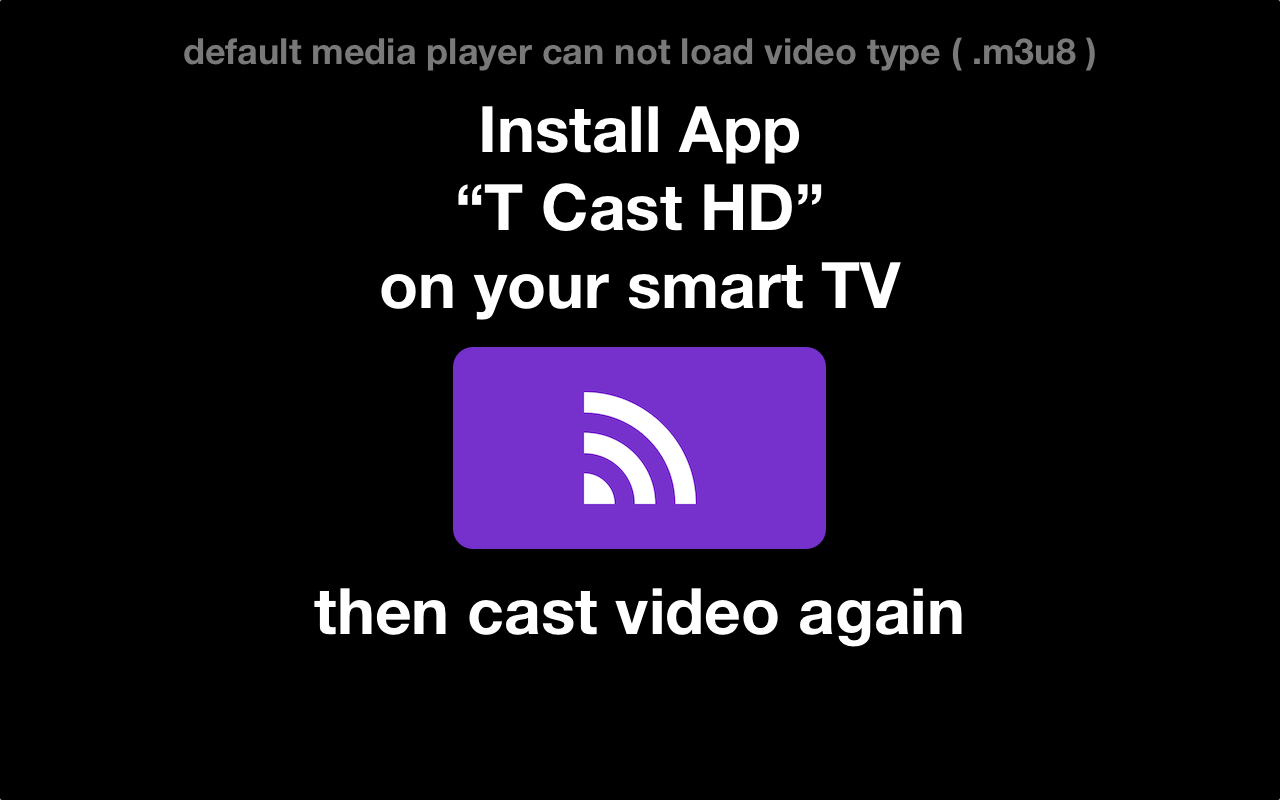 default media player can not load video type ( .m3u8 )
Install App
“T Cast HD”
on your smart TV
then cast video again